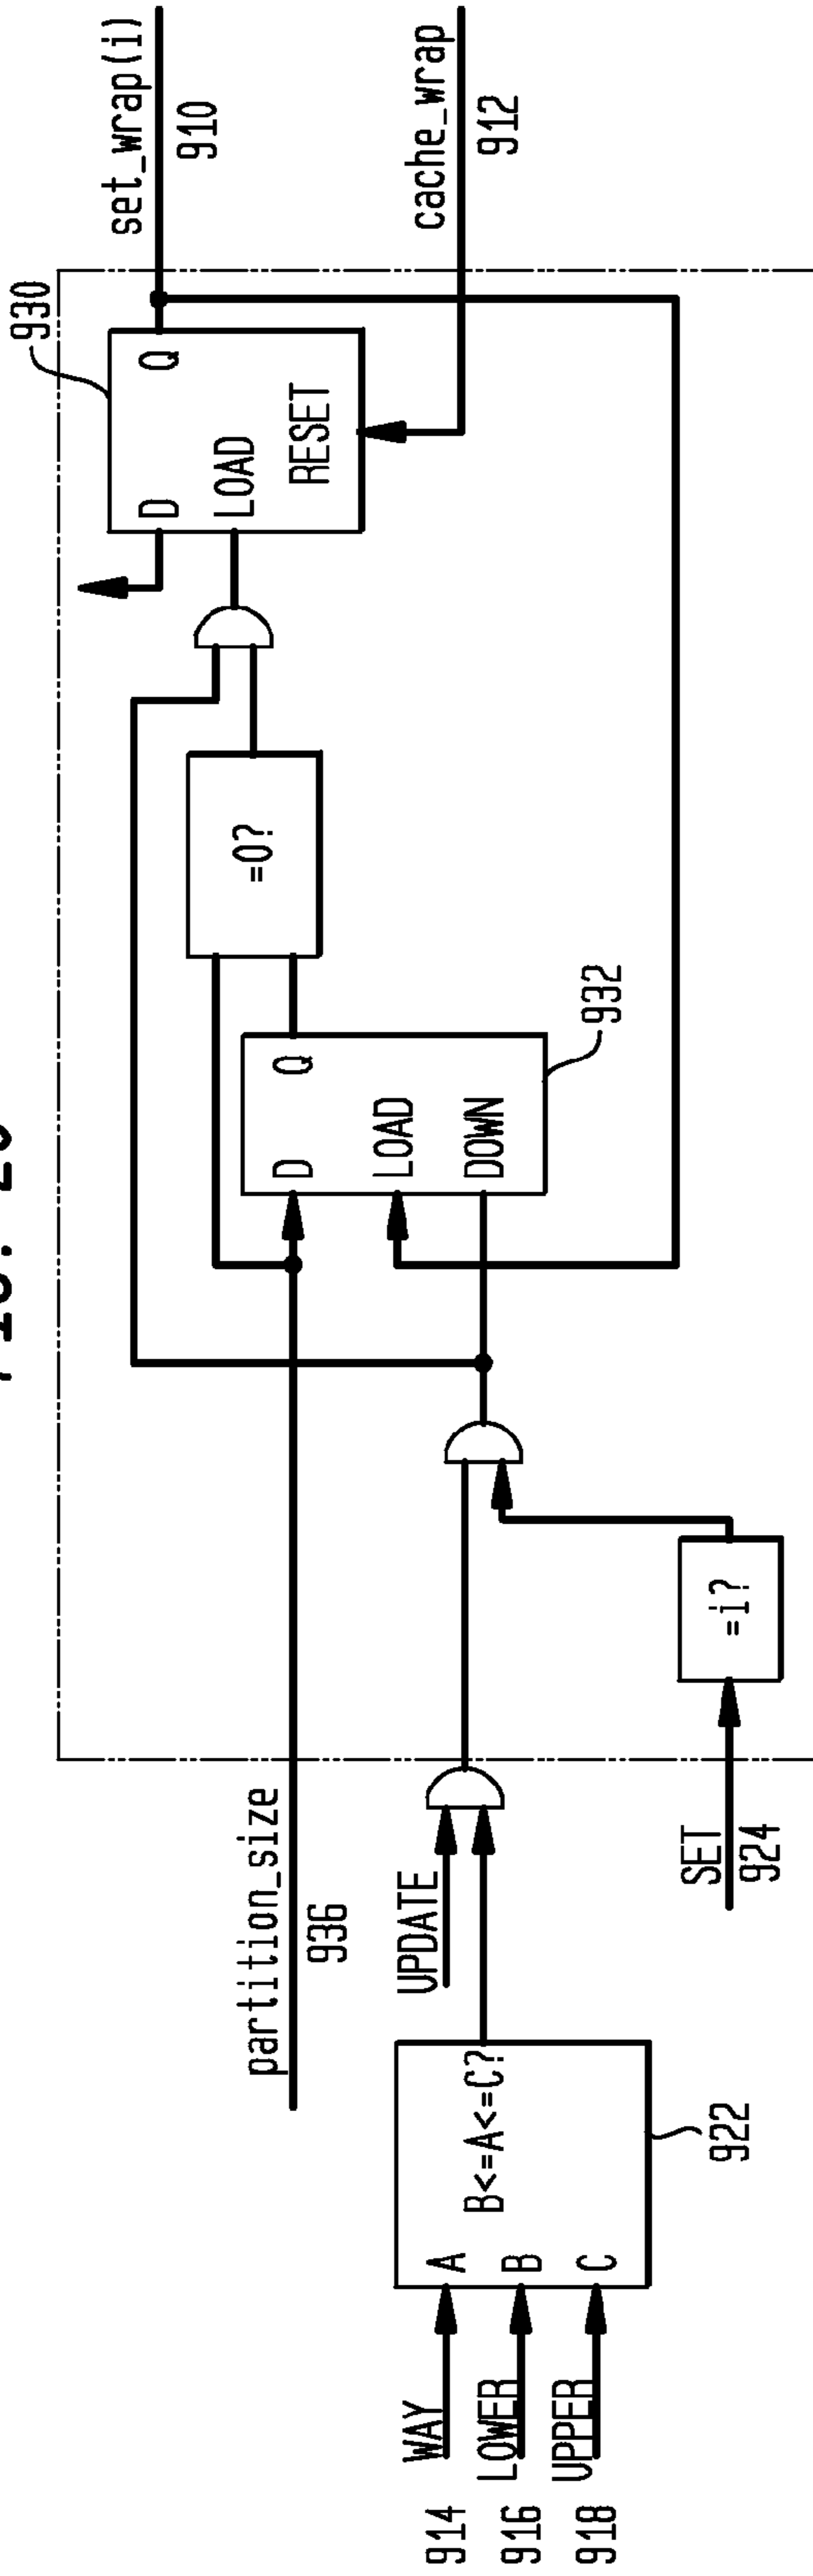 set_wrap(i)
910
cache_wrap
912
930
D
Q
LOAD
RESET
=0?
D
Q
LOAD
DOWN
932
partition_size
936
UPDATE
=i?
SET
924
A
B
C
B<=A<=C?
922
WAY
914
LOWER
916
UPPER
918